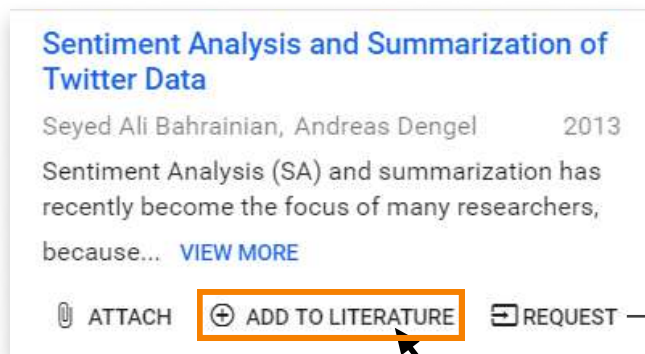 Sentiment Analysis and Summarization of
Twitter Data
Seyed Ali Bahrainian, Andreas Dengel 2013
Sentiment Analysis (SA) and summarization has
recently become the focus of many researchers,
because... VIEW MORE
ATTACH ADD TO LITERATURE REQUEST